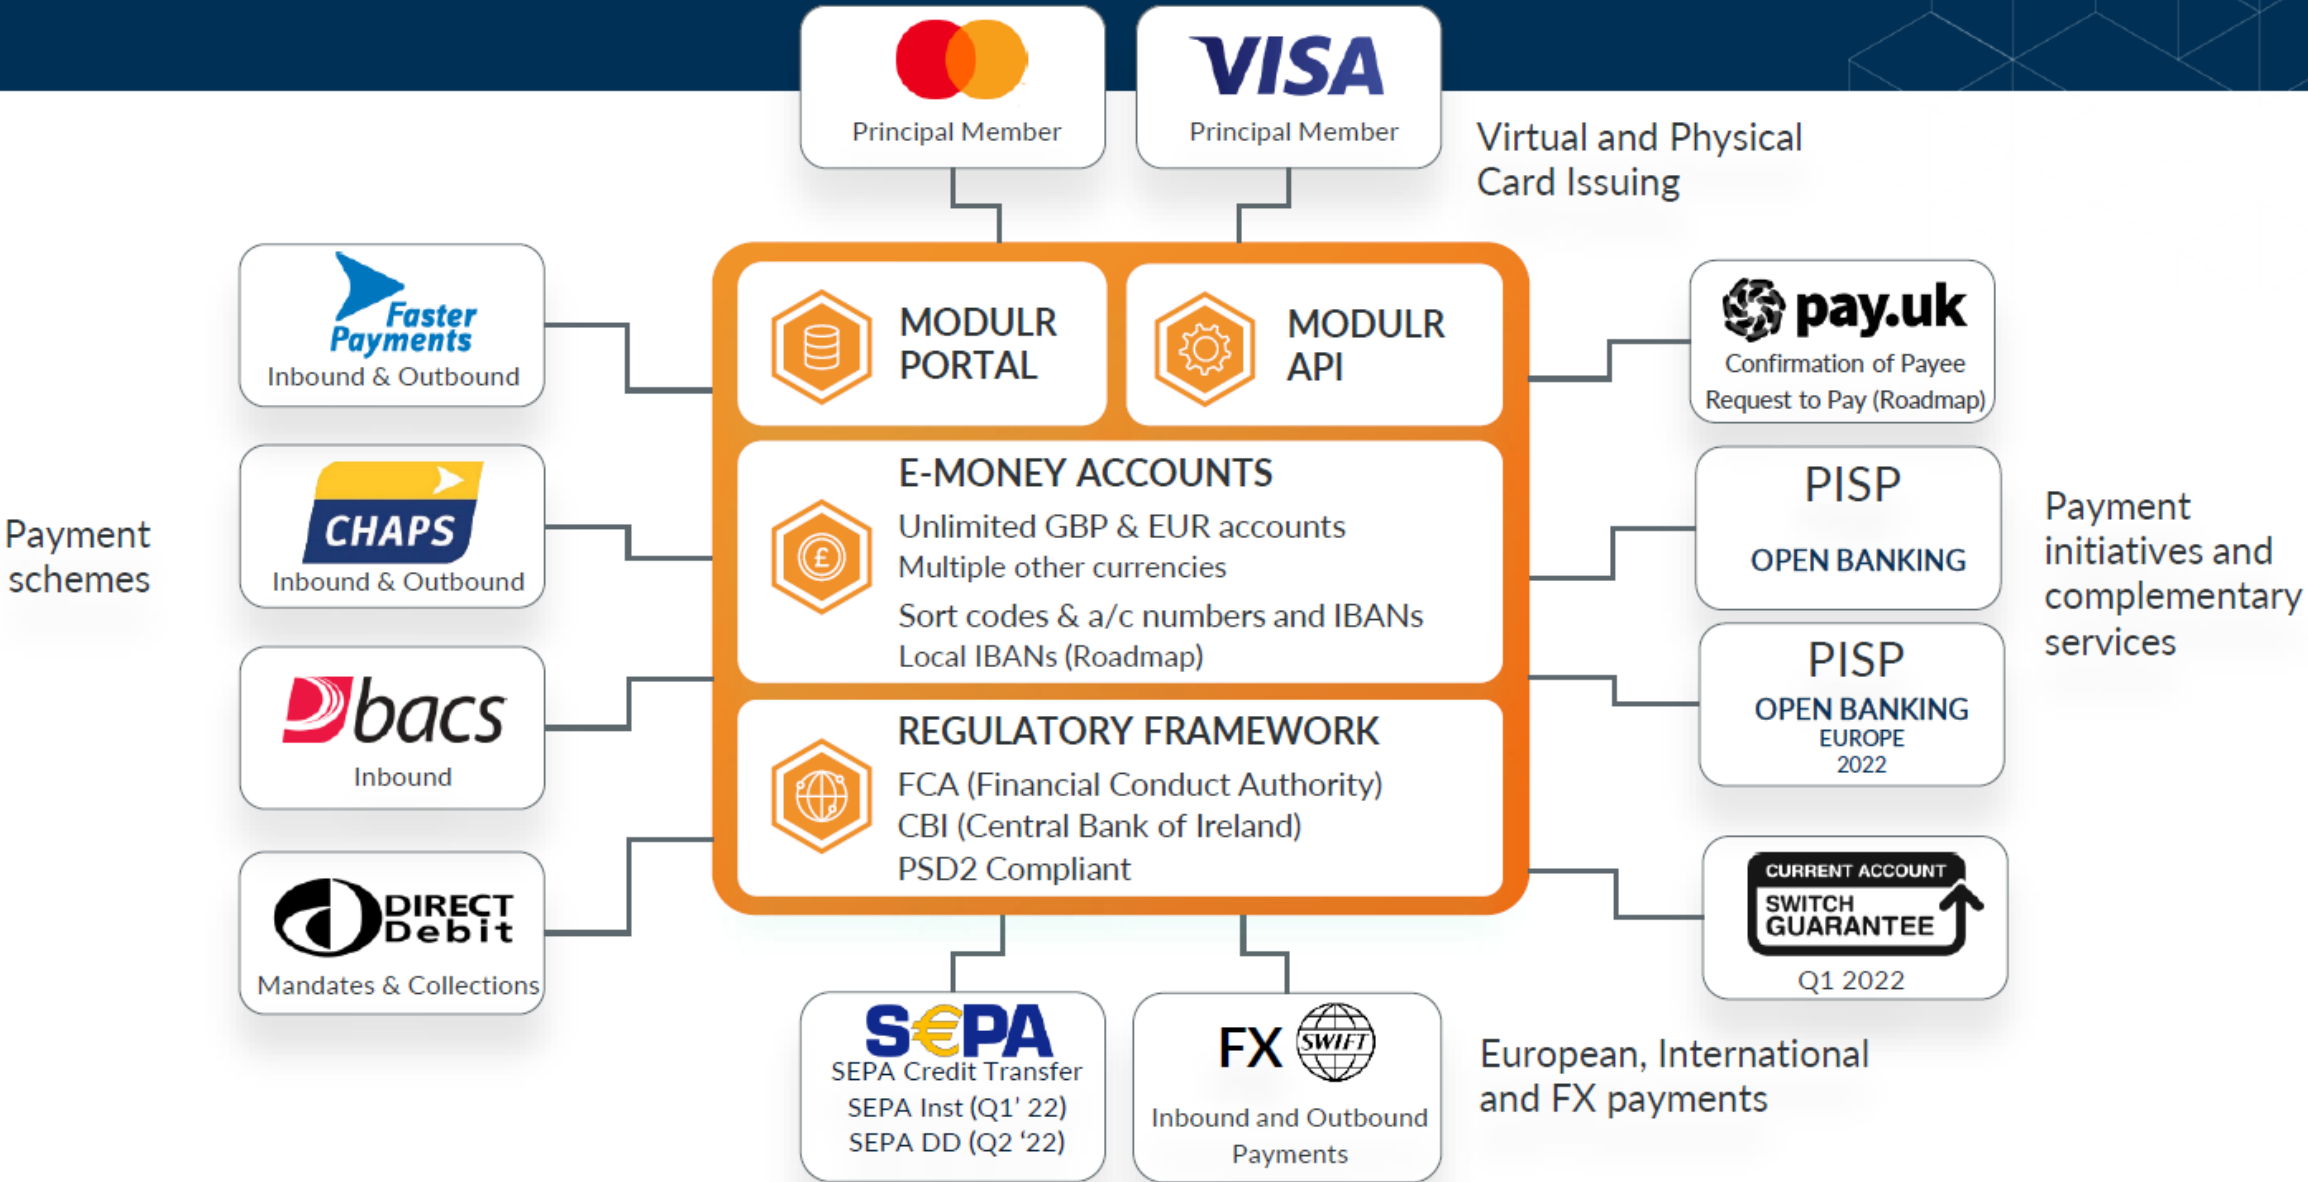 Principal Member
VISA
Principal Member
Virtual and Physical
Card Issuing
Payment
schemes
Faster
Payments
Inbound & Outbound
CHAPS
Inbound & Outbound
bacs
Inbound
DIRECT
Debit
Mandates & Collections
MODULR
PORTAL
MODULR
API
E-MONEY ACCOUNTS
£
Unlimited GBP & EUR accounts
Multiple other currencies
Sort codes & a/c numbers and IBANs
Local IBANs (Roadmap)
REGULATORY FRAMEWORK
FCA (Financial Conduct Authority)
CBI (Central Bank of Ireland)
PSD2 Compliant
pay.uk
Confirmation of Payee
Request to Pay (Roadmap)
PISP
OPEN BANKING
PISP
OPEN BANKING
EUROPE
2022
CURRENT ACCOUNT
SWITCH
GUARANTEE
Q1 2022
Payment
initiatives and
complementary
services
S€PA
SEPA Credit Transfer
SEPA Inst (Q1' 22)
SEPA DD (Q2 ‘22)
FX SWIFT
Inbound and Outbound
Payments
European, International
and FX payments